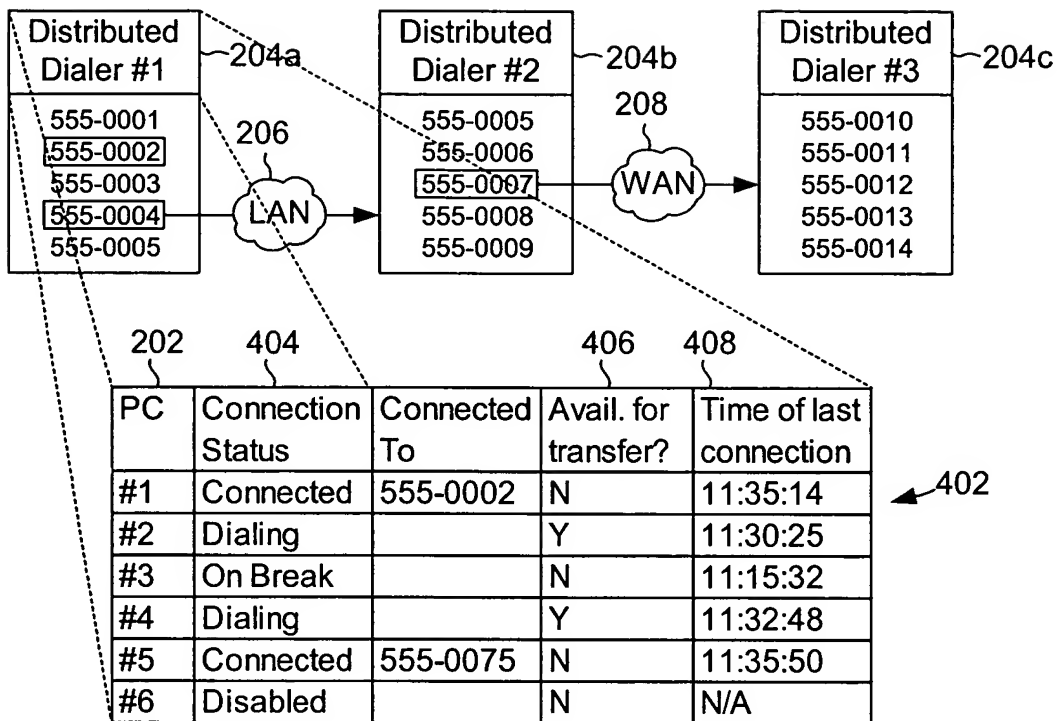 Distributed Dialer #1
204a
555-0001
555-0002
555-0003
555-0004
555-0005
206
LAN
Distributed Dialer #2
204b
555-0005
555-0006
555-0007
555-0008
555-0009
208
WAN
Distributed Dialer #3
204c
555-0010
555-0011
555-0012
555-0013
555-0014
202 404 406 408
PC Connection Status Connected To Avail. for transfer? Time of last connection
#1 Connected 555-0002 N 11:35:14
#2 Dialing Y 11:30:25
#3 On Break N 11:15:32
#4 Dialing Y 11:32:48
#5 Connected 555-0075 N 11:35:50
#6 Disabled N N/A
402